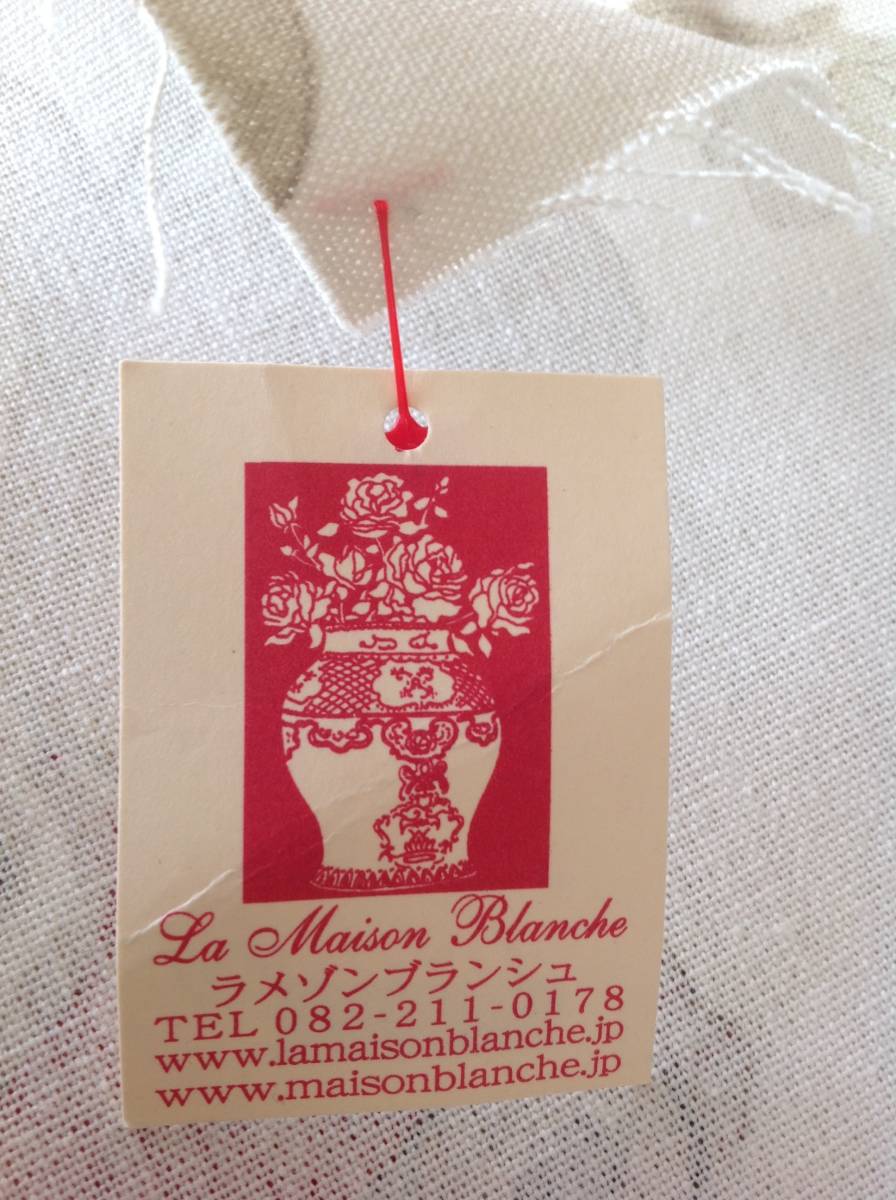 La Maison Blanche
ラメゾンブランシュ
TEL 082-211-0178
www.lamaisonblanche.jp
www.maisonblanche.jp